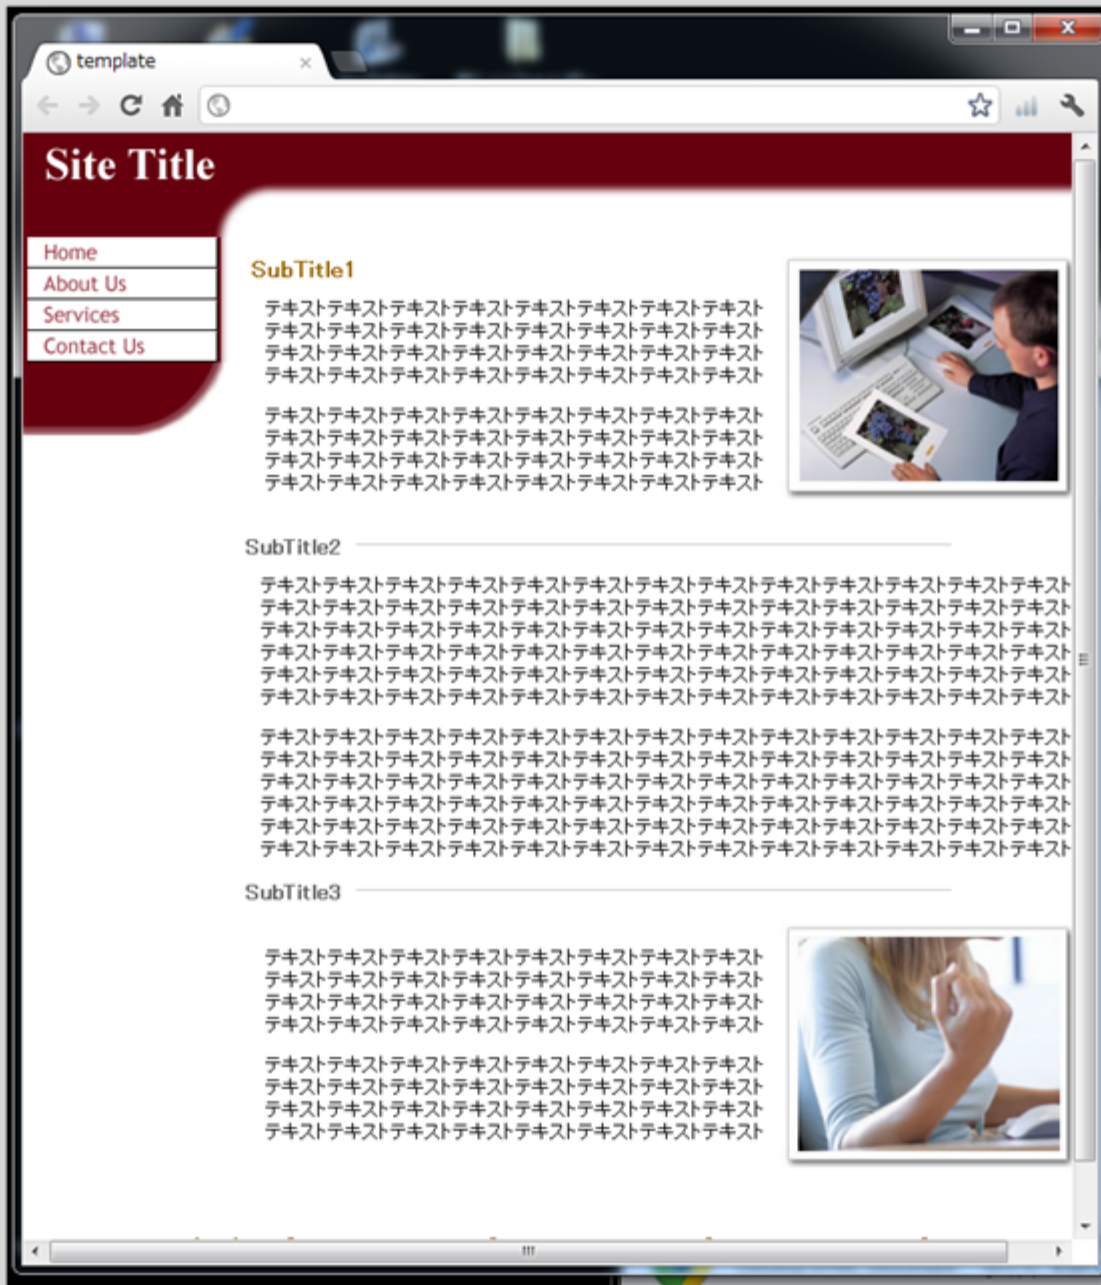 template
Site Title
Home
About Us
Services
Contact Us
SubTitle1
テキストテキストテキストテキストテキストテキストテキストテキスト
テキストテキストテキストテキストテキストテキストテキストテキスト
テキストテキストテキストテキストテキストテキストテキストテキスト
テキストテキストテキストテキストテキストテキストテキストテキスト
テキストテキストテキストテキストテキストテキストテキストテキスト
テキストテキストテキストテキストテキストテキストテキストテキスト
テキストテキストテキストテキストテキストテキストテキストテキスト
テキストテキストテキストテキストテキストテキストテキストテキスト
SubTitle2
テキストテキストテキストテキストテキストテキストテキストテキストテキストテキストテキストテキストテキスト
テキストテキストテキストテキストテキストテキストテキストテキストテキストテキストテキストテキストテキスト
テキストテキストテキストテキストテキストテキストテキストテキストテキストテキストテキストテキストテキスト
テキストテキストテキストテキストテキストテキストテキストテキストテキストテキストテキストテキストテキスト
テキストテキストテキストテキストテキストテキストテキストテキストテキストテキストテキストテキストテキスト
テキストテキストテキストテキストテキストテキストテキストテキストテキストテキストテキストテキストテキスト
テキストテキストテキストテキストテキストテキストテキストテキストテキストテキストテキストテキストテキスト
テキストテキストテキストテキストテキストテキストテキストテキストテキストテキストテキストテキストテキスト
テキストテキストテキストテキストテキストテキストテキストテキストテキストテキストテキストテキストテキスト
テキストテキストテキストテキストテキストテキストテキストテキストテキストテキストテキストテキストテキスト
テキストテキストテキストテキストテキストテキストテキストテキストテキストテキストテキストテキストテキスト
テキストテキストテキストテキストテキストテキストテキストテキストテキストテキストテキストテキストテキスト
SubTitle3
テキストテキストテキストテキストテキストテキストテキストテキスト
テキストテキストテキストテキストテキストテキストテキストテキスト
テキストテキストテキストテキストテキストテキストテキストテキスト
テキストテキストテキストテキストテキストテキストテキストテキスト
テキストテキストテキストテキストテキストテキストテキストテキスト
テキストテキストテキストテキストテキストテキストテキストテキスト
テキストテキストテキストテキストテキストテキストテキストテキスト
テキストテキストテキストテキストテキストテキストテキストテキスト